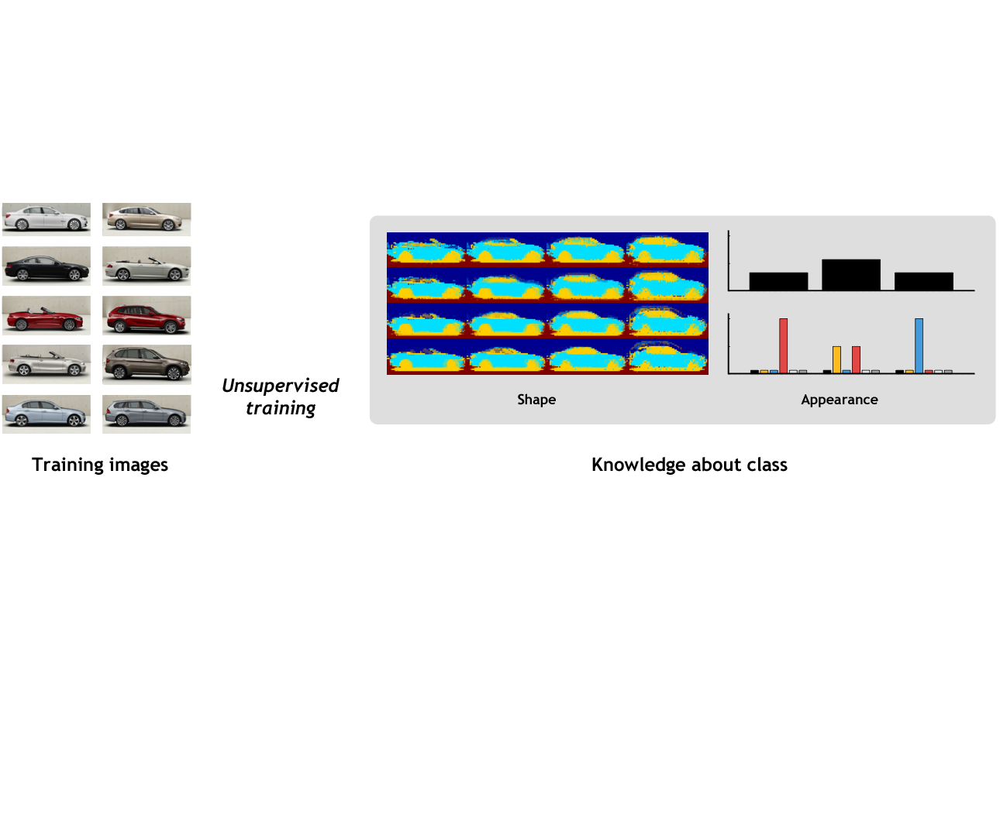 Unsupervised
training
Shape
Appearance
Training images
Knowledge about class